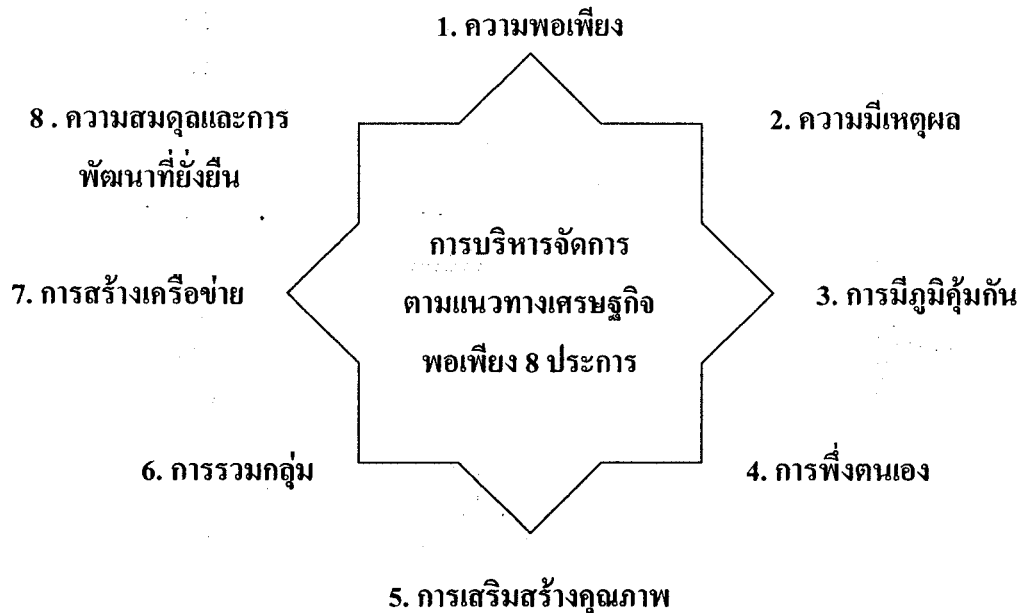 1. ความพอเพียง
8 . ความสมดุลและการ
พัฒนาที่ยั่งยืน
2. ความมีเหตุผล
การบริหารจัดการ
ตามแนวทางเศรษฐกิจ
พอเพียง 8 ประการ
7. การสร้างเครือข่าย
3. การมีภูมิคุ้มกัน
6. การรวมกลุ่ม
4. การพึ่งตนเอง
5. การเสริมสร้างคุณภาพ